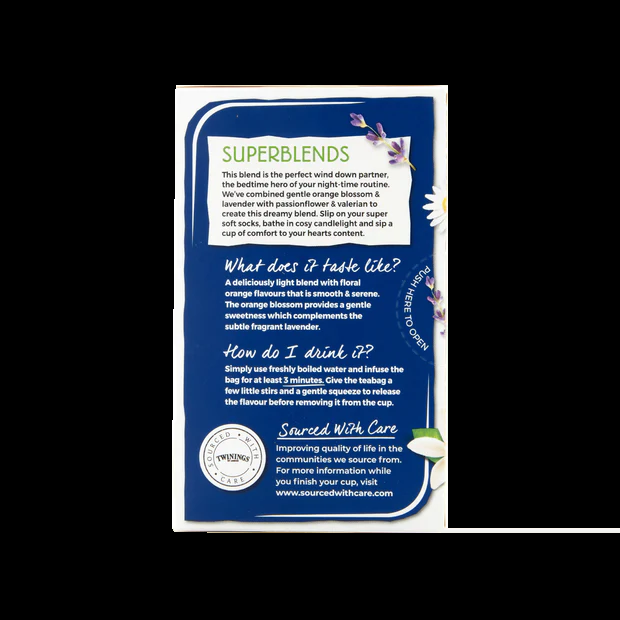 SUPERBLENDS
This blend is the perfect wind down partner,
the bedtime hero of your night-time routine.
We've combined gentle orange blossom &
lavender with passionflower & valerian to
create this dreamy blend. Slip on your super
soft socks, bathe in cosy candlelight and sip a
cup of comfort to your hearts content.
What does it taste like?
A deliciously light blend with floral
orange flavours that is smooth & serene.
The orange blossom provides a gentle
sweetness which complements the
subtle fragrant lavender.
PUSH HERE TO OPEN
How do I drink it?
Simply use freshly boiled water and infuse the
bag for at least 3 minutes. Give the teabag a
few little stirs and a gentle squeeze to release
the flavour before removing it from the cup.
Sourced With Care
Improving quality of life in the
communities we source from.
For more information while
you finish your cup, visit
www.sourcedwithcare.com
SOURCED • WITH • CARE •
TWININGS